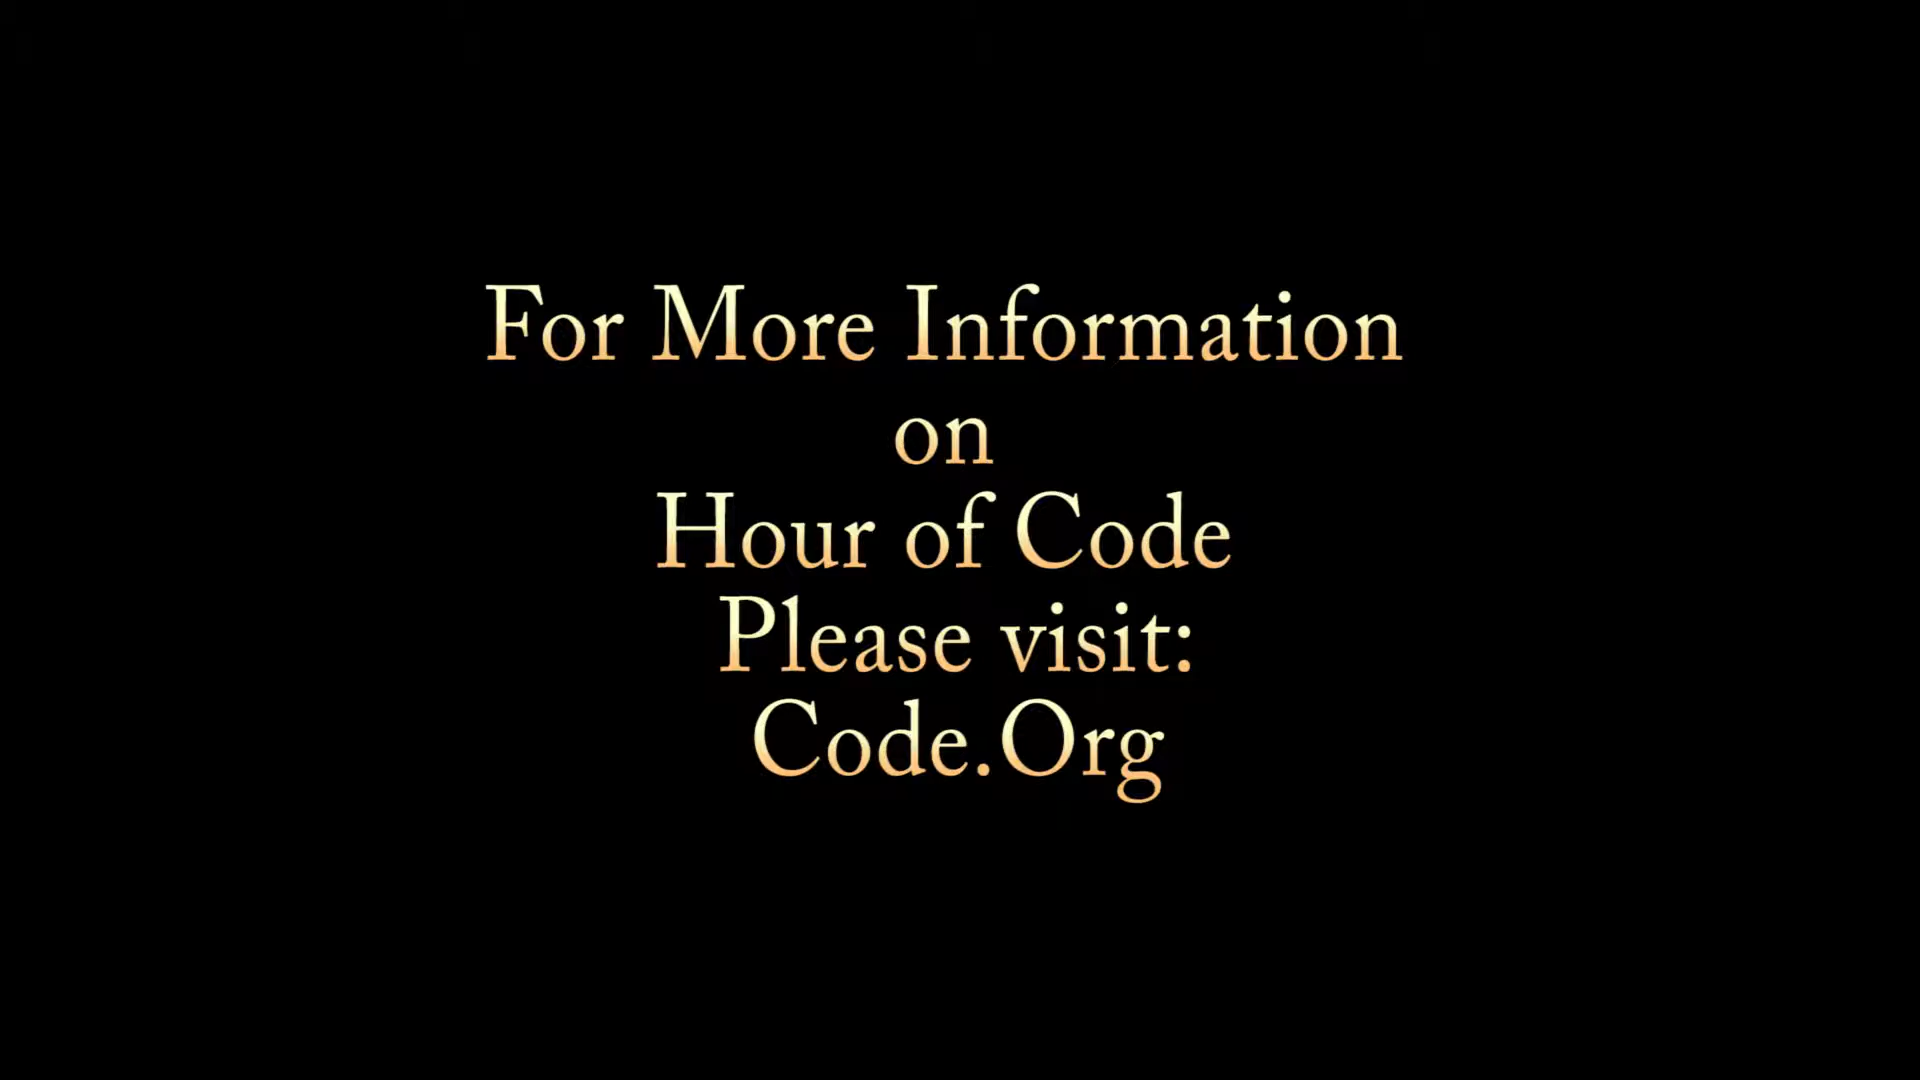 For More Information
on
Hour of Code
Please visit:
Code.Org